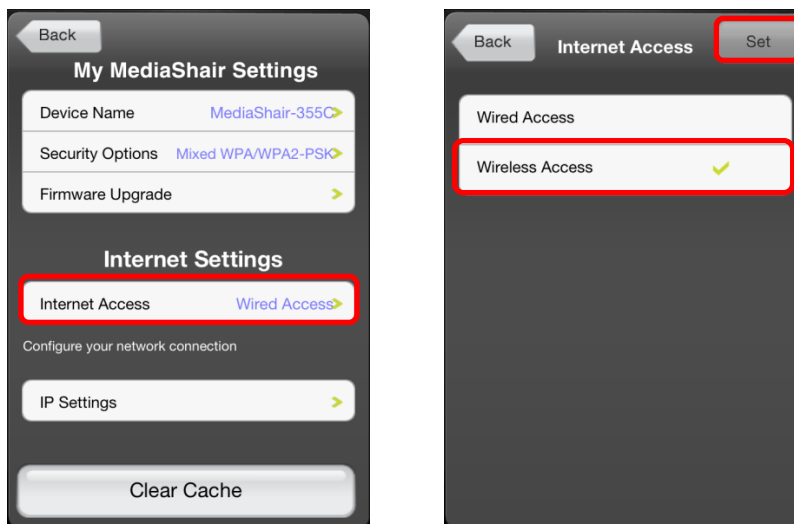 Back
My MediaShair Settings
Device Name MediaShair-355C
Security Options Mixed WPA/WPA2-PSK
Firmware Upgrade
Internet Settings
Internet Access Wired Access
Configure your network connection
IP Settings
Clear Cache
Back Internet Access Set
Wired Access
Wireless Access